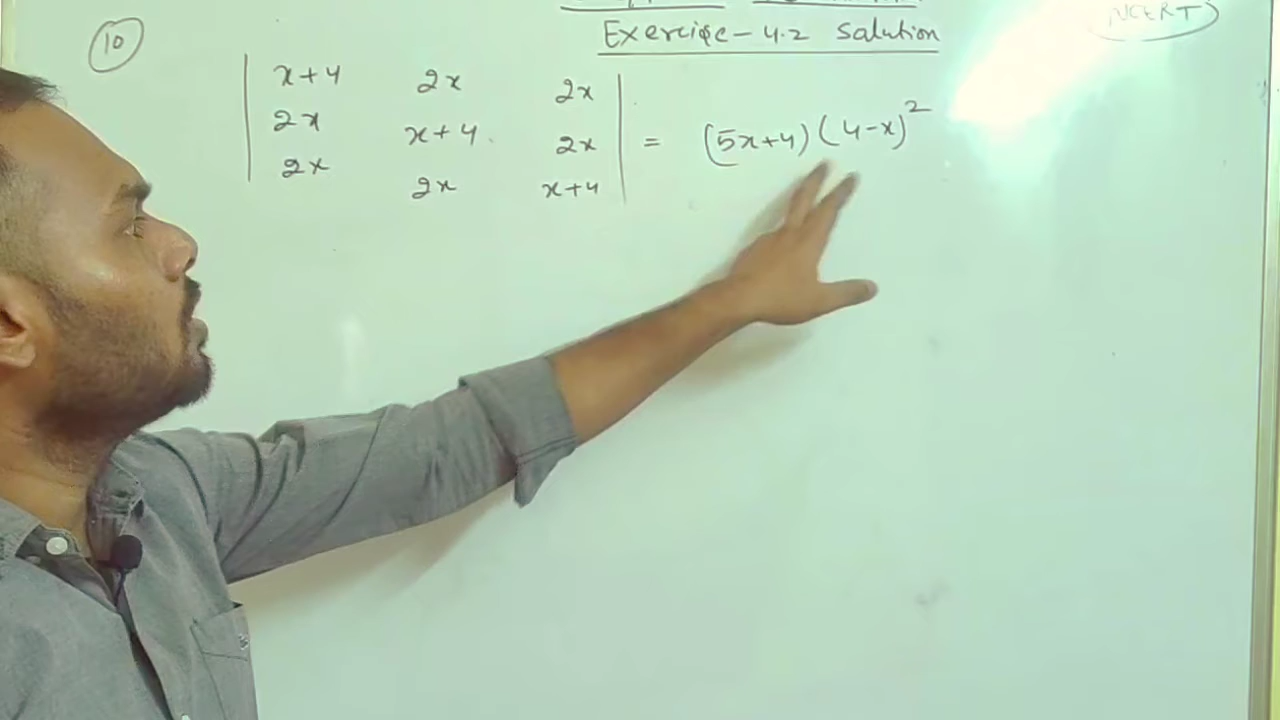 Exercise - 4.2 Solution
NCERT
10
| x+4 2x 2x |
| 2x x+4 2x | = (5x+4)(4-x)²
| 2x 2x x+4 |